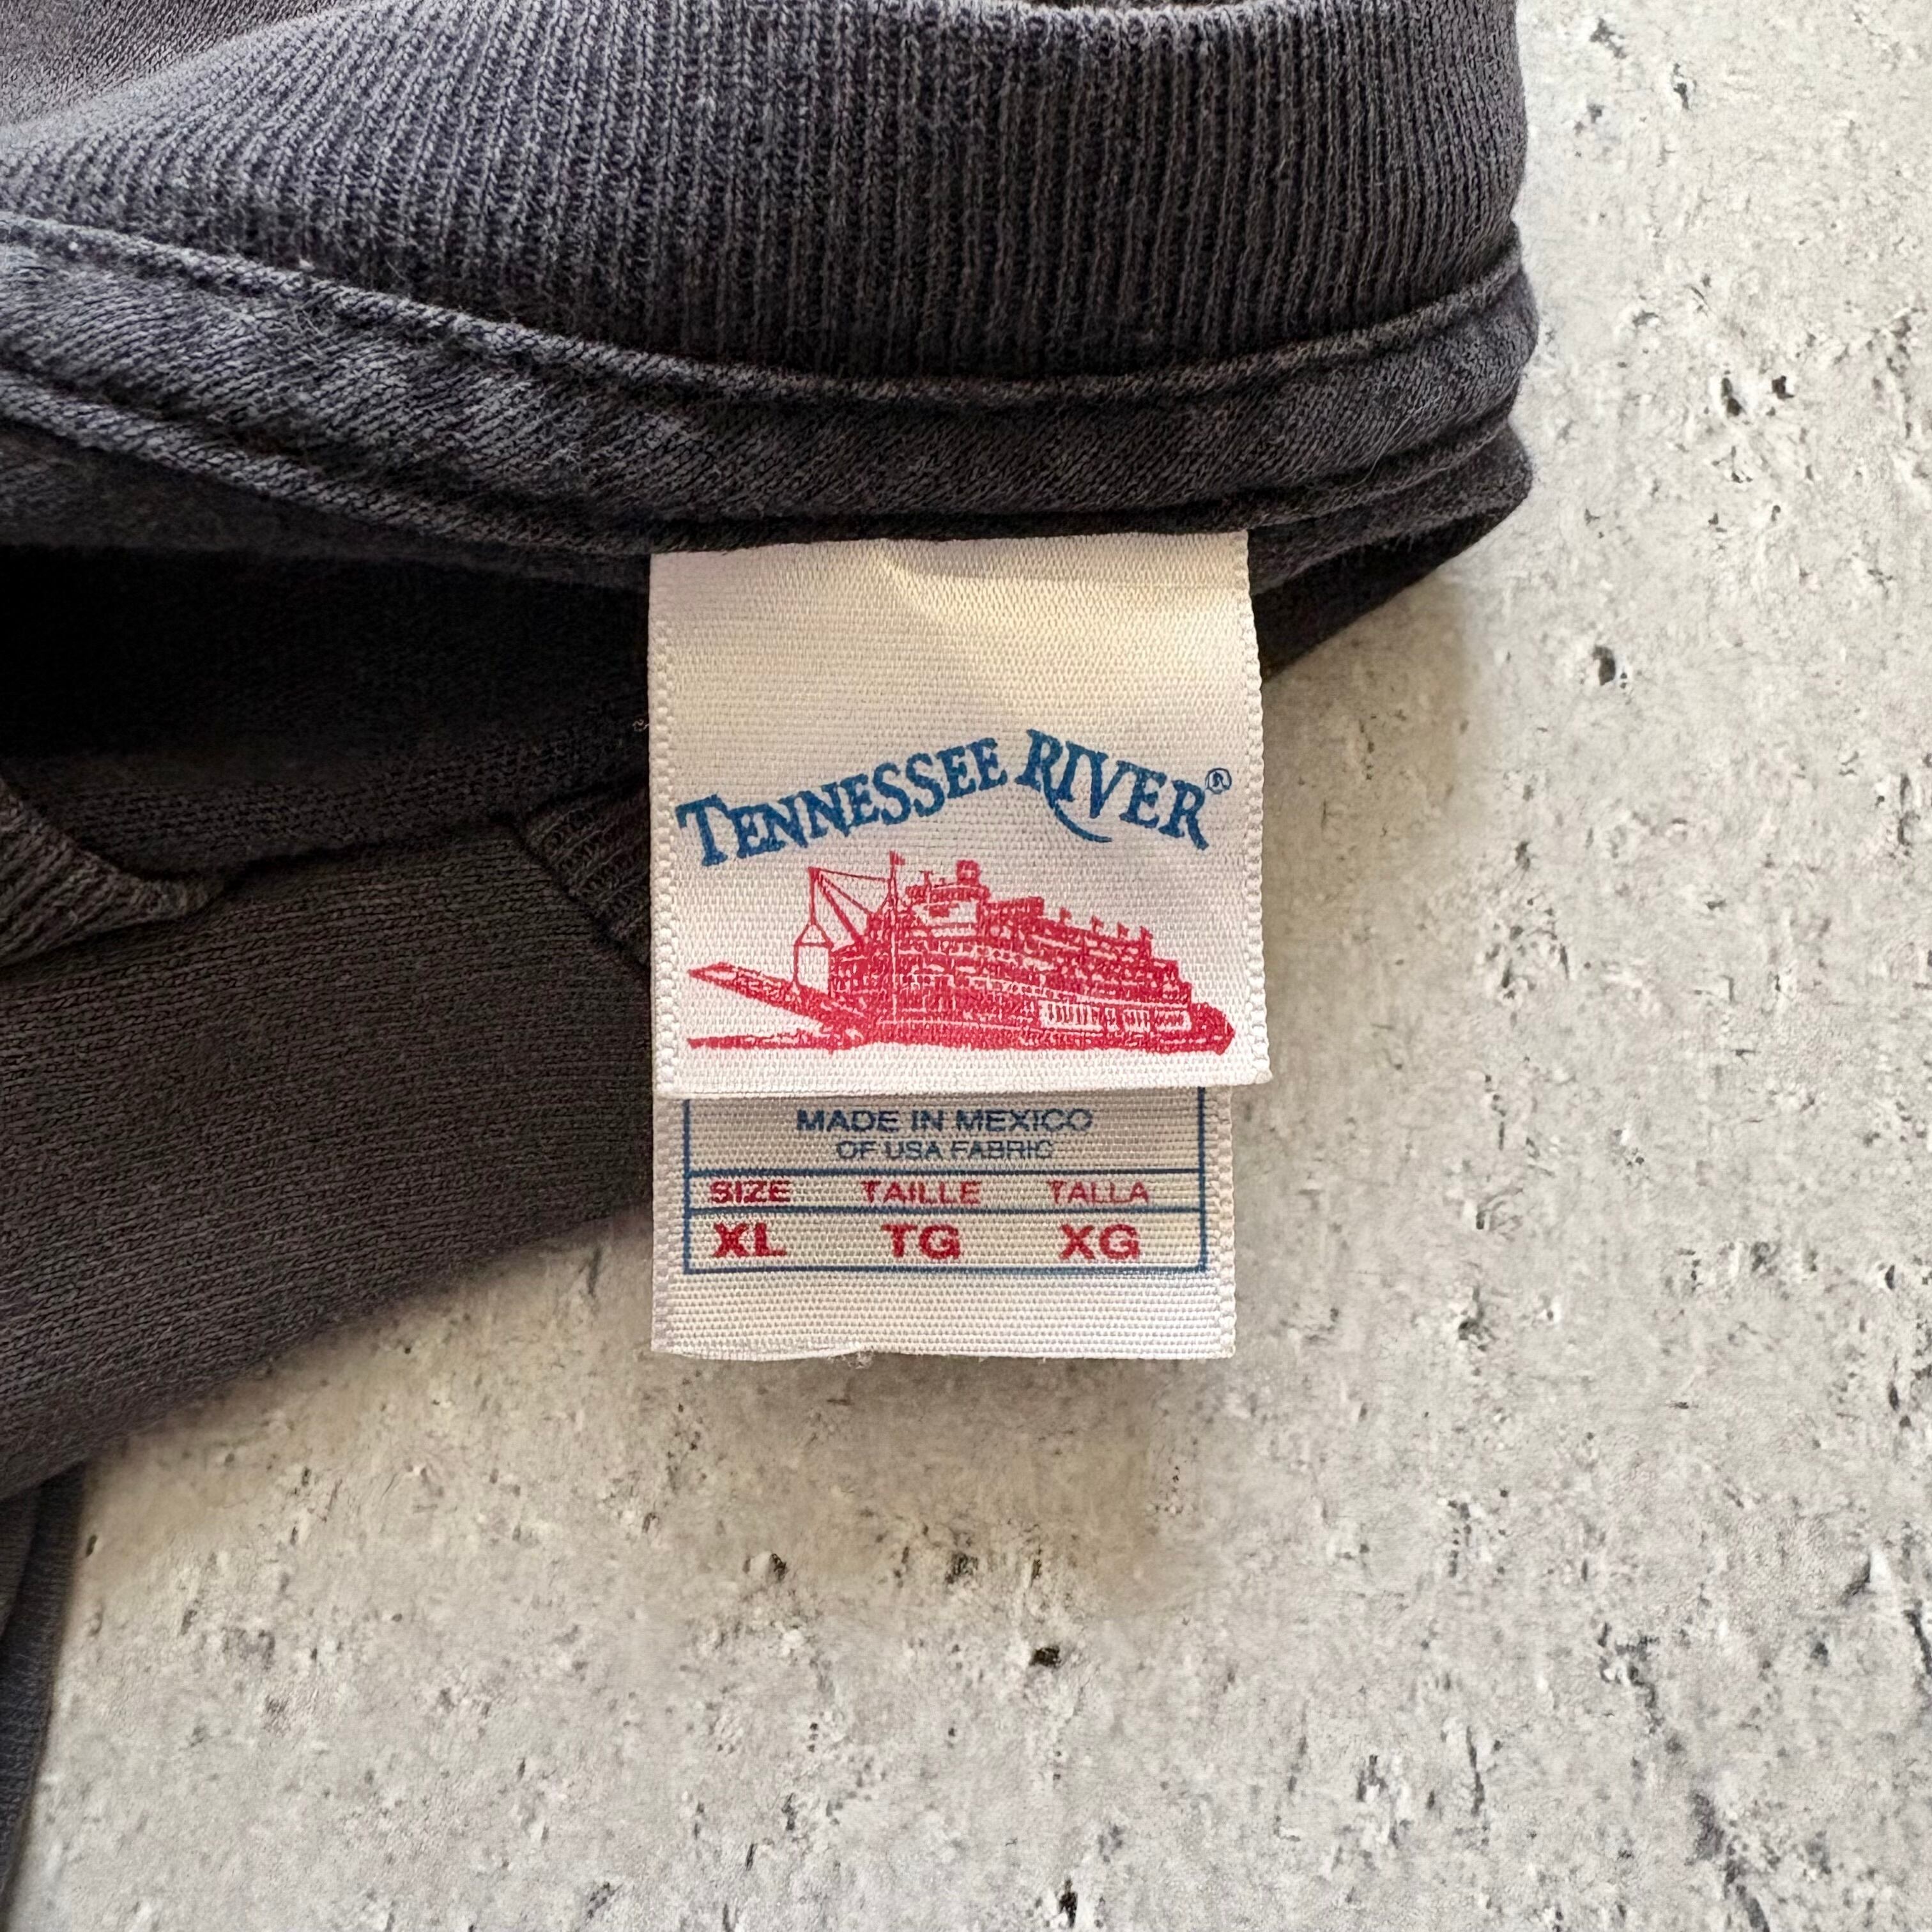 TENNESSEE RIVER®
MADE IN MEXICO
OF USA FABRIC
SIZE TAILLE TALLA
XL TG XG